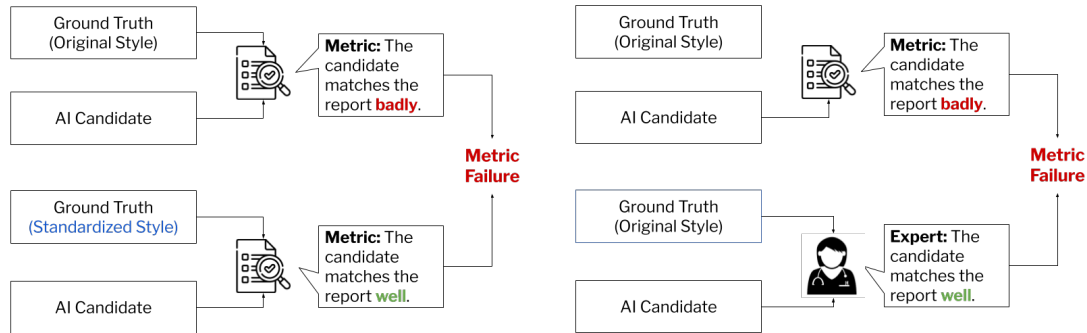 Ground Truth
(Original Style)
Metric: The
candidate
matches the
report badly.
AI Candidate
Metric
Failure
Ground Truth
(Standardized Style)
Metric: The
candidate
matches the
report well.
AI Candidate
Ground Truth
(Original Style)
Metric: The
candidate
matches the
report badly.
AI Candidate
Metric
Failure
Ground Truth
(Original Style)
Expert: The
candidate
matches the
report well.
AI Candidate